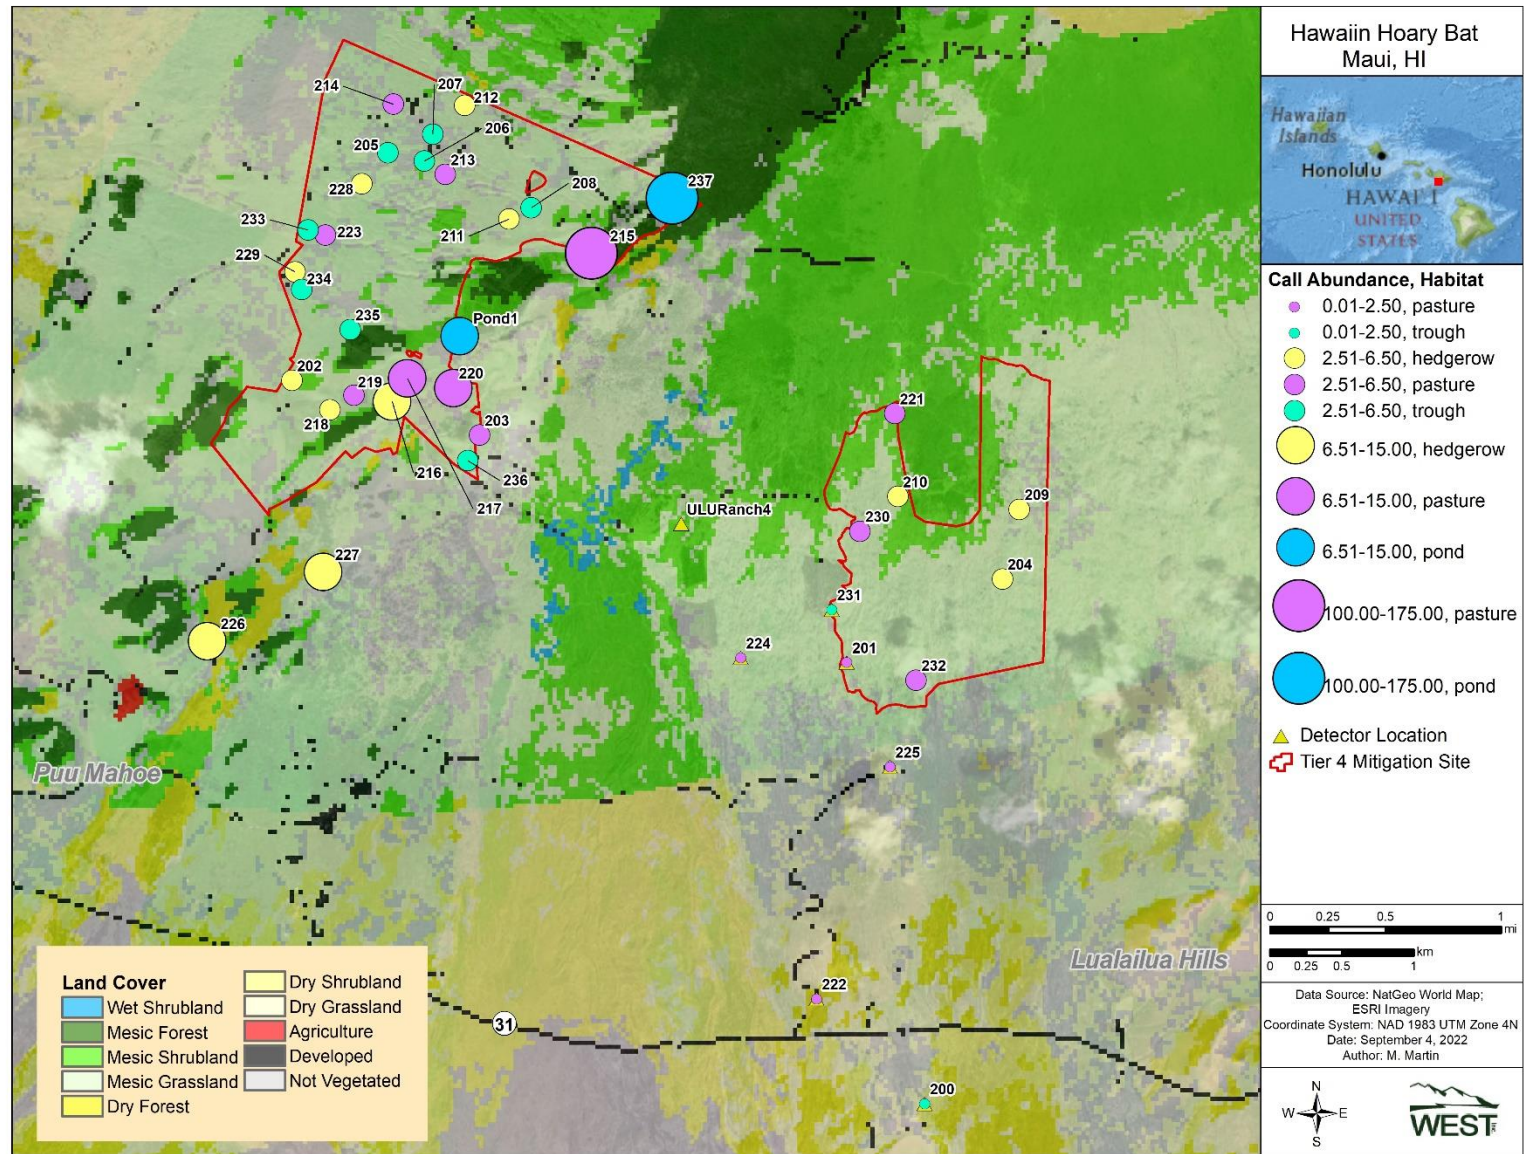 Hawaiin Hoary Bat
Maui, HI
Hawaiian
Islands
Honolulu
HAWAI'I
UNITED
STATES
Call Abundance, Habitat
0.01-2.50, pasture
0.01-2.50, trough
2.51-6.50, hedgerow
2.51-6.50, pasture
2.51-6.50, trough
6.51-15.00, hedgerow
6.51-15.00, pasture
6.51-15.00, pond
100.00-175.00, pasture
100.00-175.00, pond
Detector Location
Tier 4 Mitigation Site
0 0.25 0.5 1
mi
km
0 0.25 0.5 1
Data Source: NatGeo World Map;
ESRI Imagery
Coordinate System: NAD 1983 UTM Zone 4N
Date: September 4, 2022
Author: M. Martin
N
W E
S
WEST
Inc
214
207
212
206
205
213
228
208
237
233
223
211
215
229
234
235
Pond1
202
219
220
218
203
216
236
217
221
210
209
230
ULURanch4
227
204
231
226
224
201
232
225
Puu Mahoe
Lualailua Hills
222
31
200
Land Cover
Wet Shrubland
Mesic Forest
Mesic Shrubland
Mesic Grassland
Dry Forest
Dry Shrubland
Dry Grassland
Agriculture
Developed
Not Vegetated